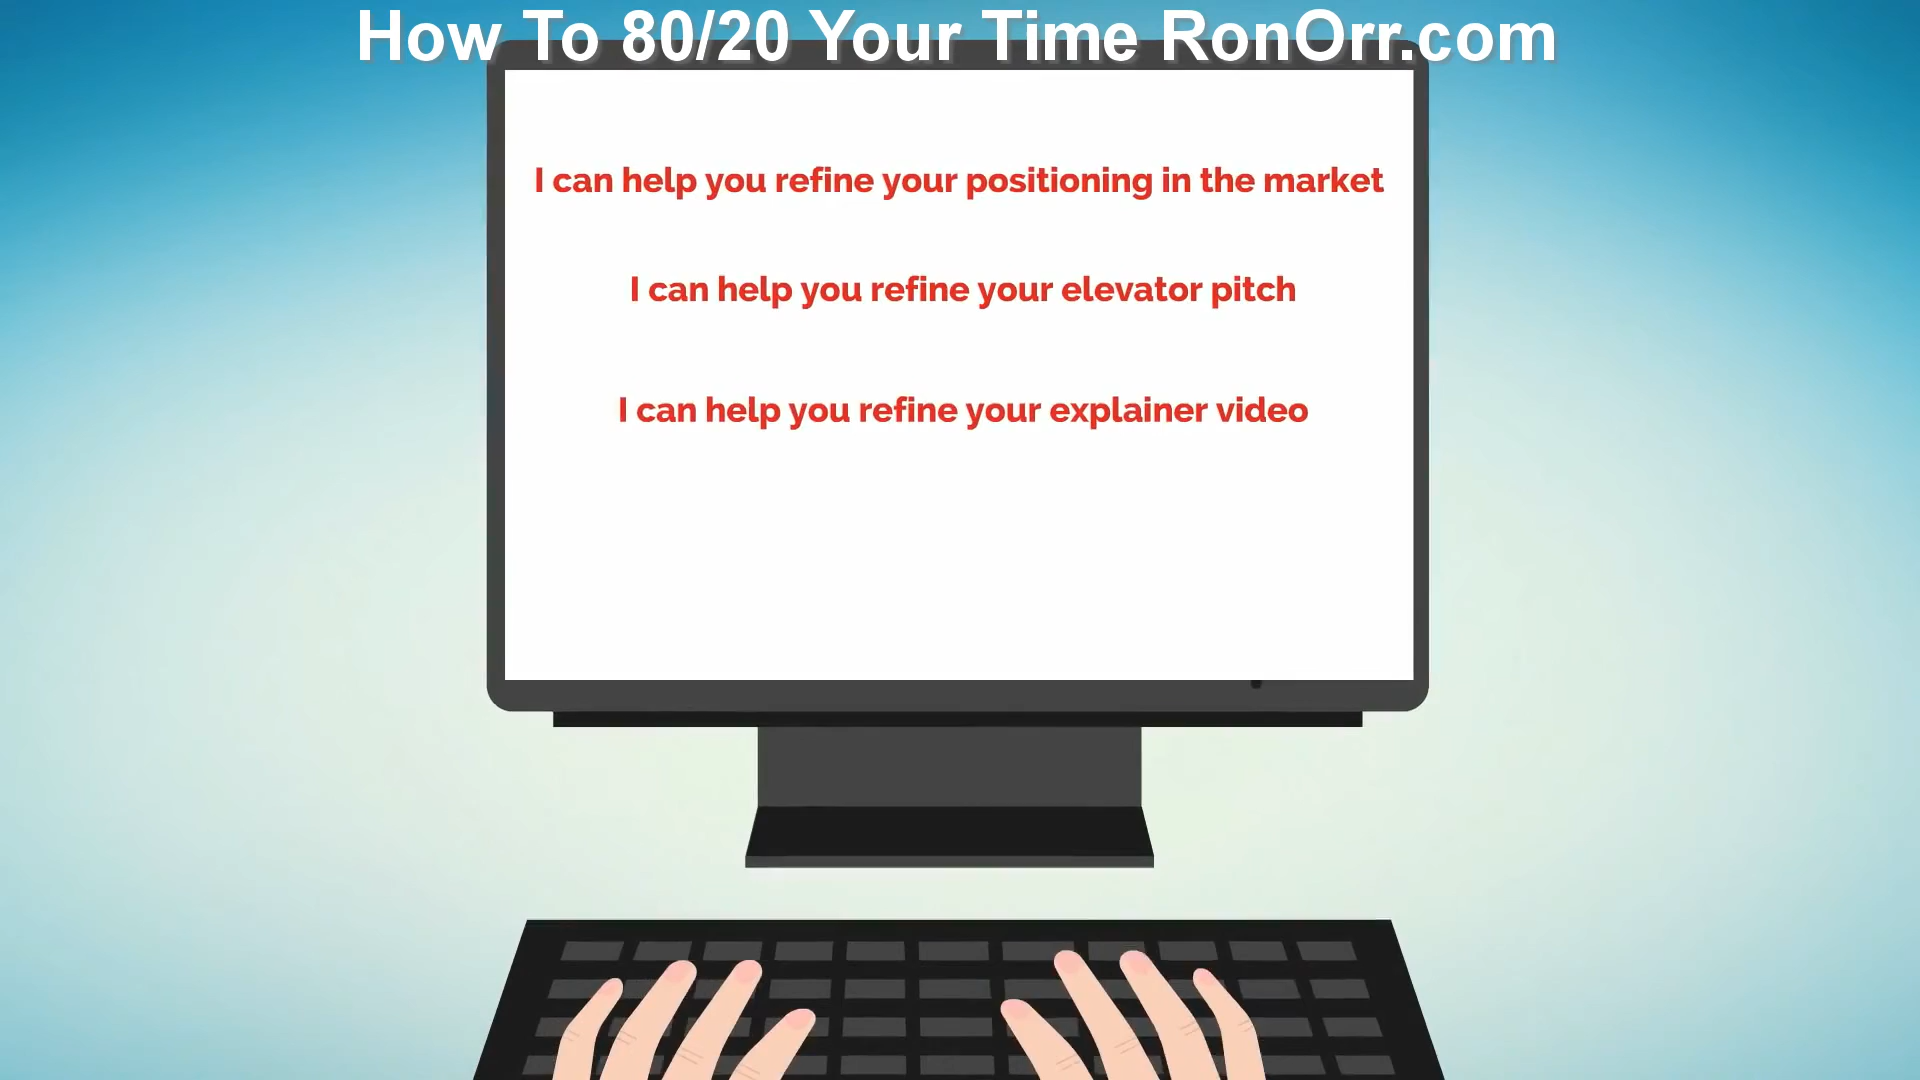 How To 80/20 Your Time RonOrr.com
I can help you refine your positioning in the market
I can help you refine your elevator pitch
I can help you refine your explainer video